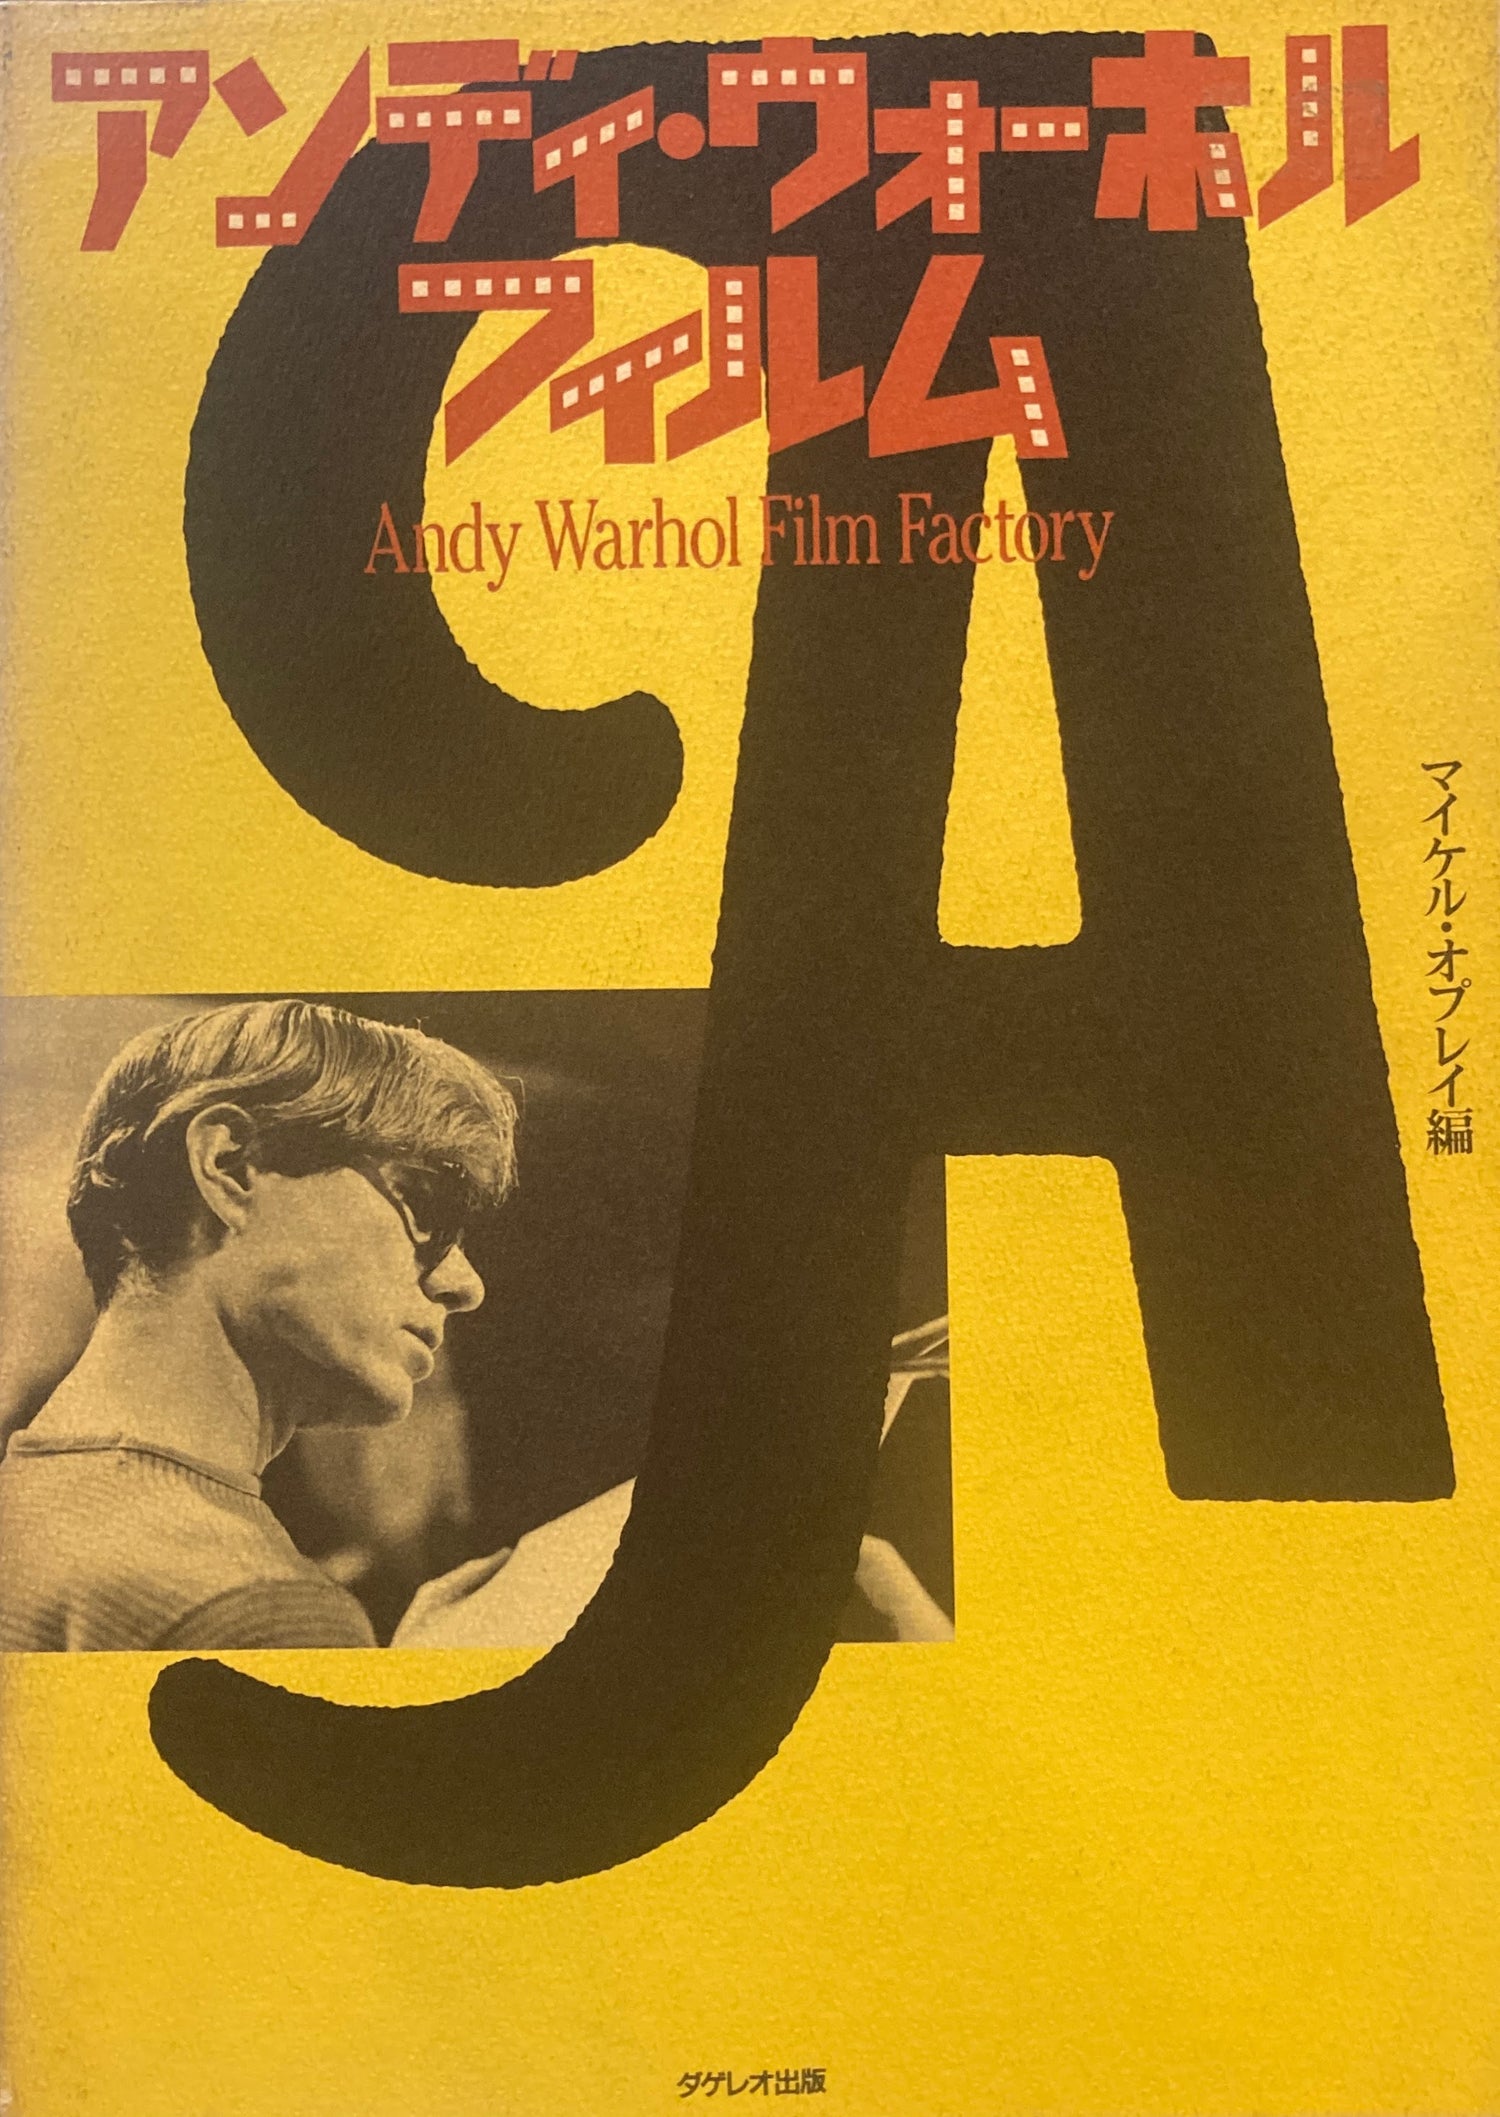 アンディ・ウォーホル
フィルム
Andy Warhol Film Factory
A
マイケル・オプレイ編
ダゲレオ出版